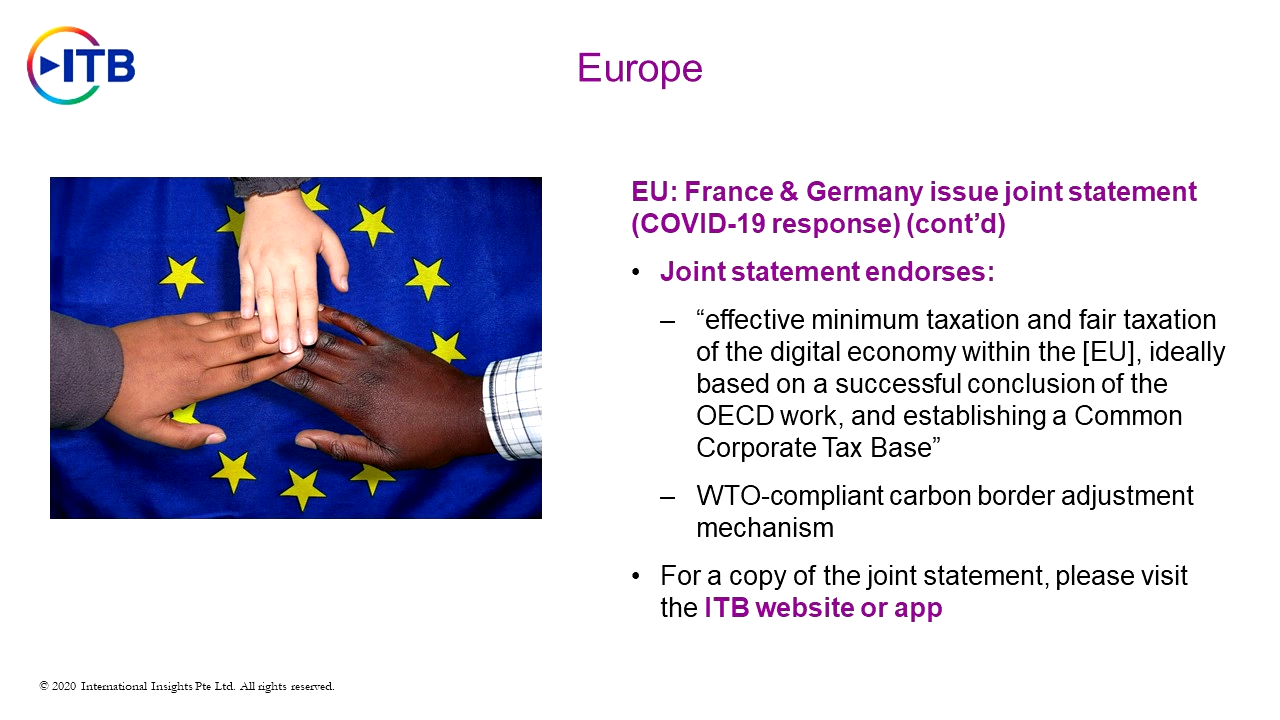 ITB
Europe
EU: France & Germany issue joint statement
(COVID-19 response) (cont’d)
• Joint statement endorses:
– “effective minimum taxation and fair taxation
of the digital economy within the [EU], ideally
based on a successful conclusion of the
OECD work, and establishing a Common
Corporate Tax Base”
– WTO-compliant carbon border adjustment
mechanism
• For a copy of the joint statement, please visit
the ITB website or app
© 2020 International Insights Pte Ltd. All rights reserved.